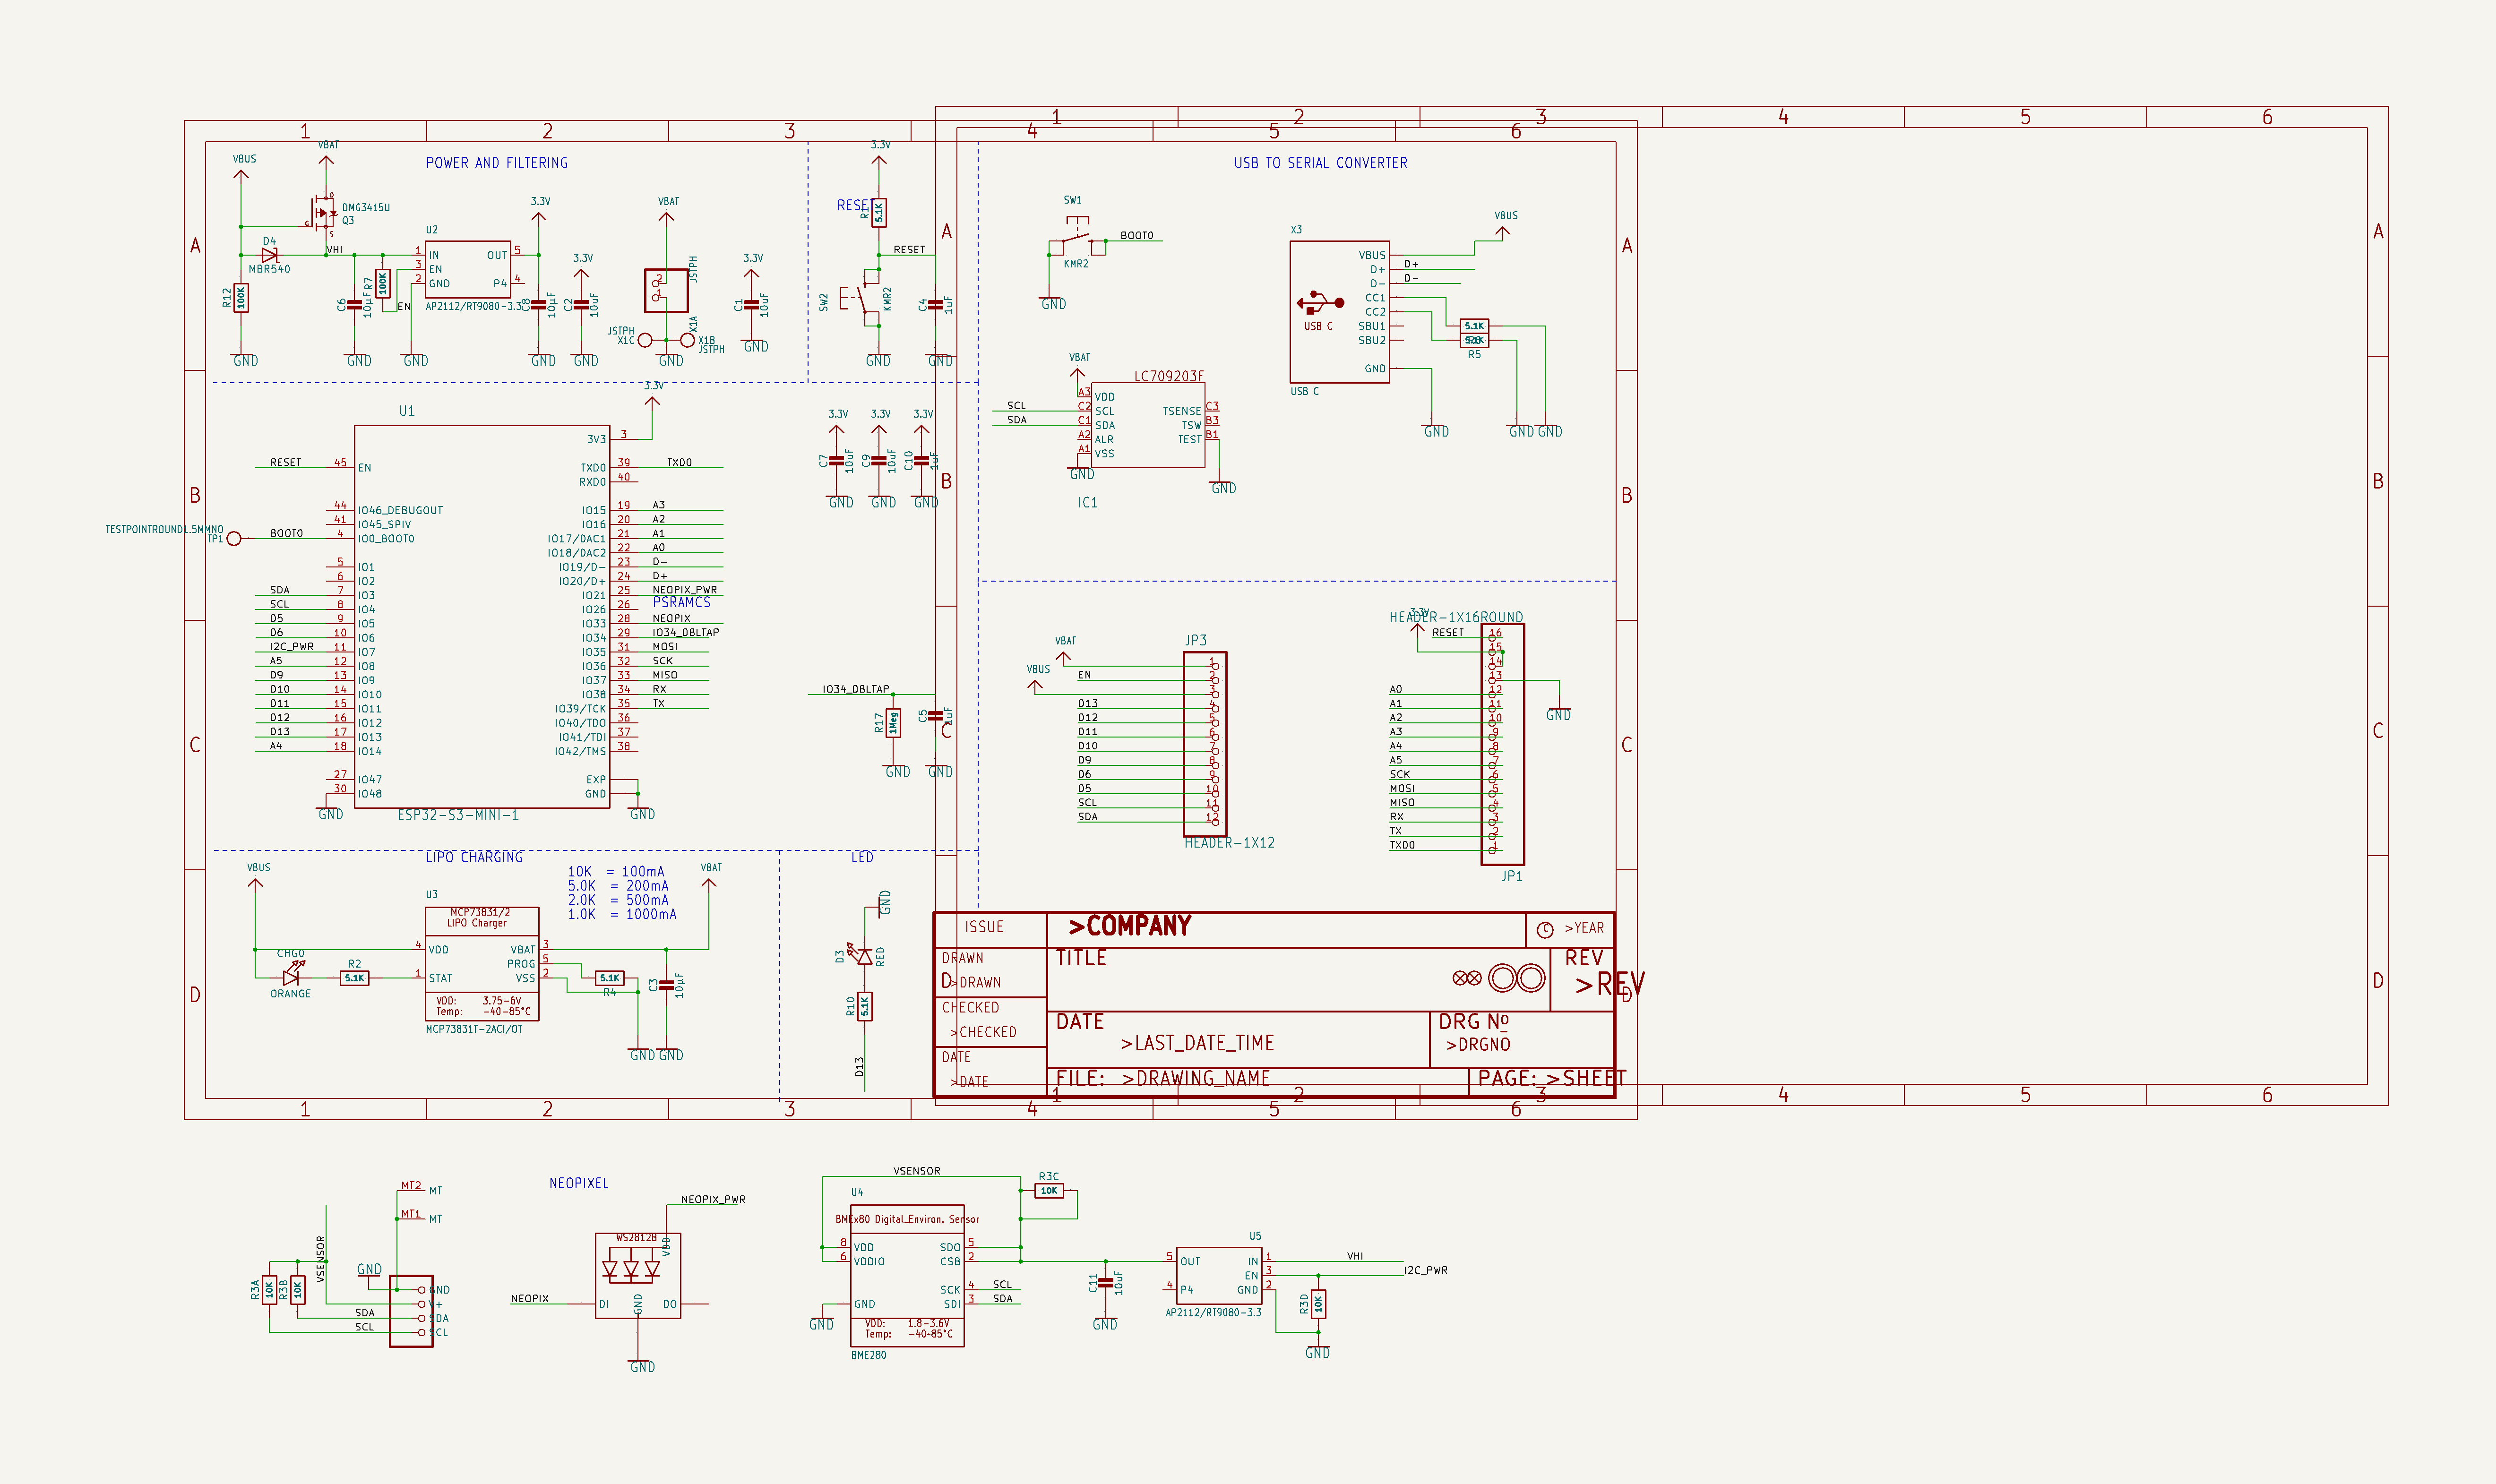 1 2 3 4 5 6
1 2 3 4 5 6
A A A A
B B B B
C C C C
D D D D
POWER AND FILTERING
VBUS
VBAT
DMG3415U
Q3
D
G
S
D4
MBR540
VHI
R12
100K
GND
C6
10µF
GND
R7
100K
EN
U2
1 IN OUT 5
3 EN
2 GND P4 4
AP2112/RT9080-3.3
GND
3.3V
C8
10µF
GND
3.3V
C2
10uF
GND
VBAT
JSTPH
2
1
X1A
JSTPH
X1C
X1B
JSTPH
GND
3.3V
C1
10uF
GND
RESET
3.3V
R1
5.1K
RESET
SW2
KMR2
GND
C4
1uF
GND
USB TO SERIAL CONVERTER
SW1
KMR2
BOOT0
GND
X3
VBUS
D+
D-
CC1
CC2
SBU1
SBU2
GND
USB C
USB C
VBUS
D+
D-
5.1K
5.1K
R5
GND
GND
GND
VBAT
LC709203F
A3 VDD
SCL C2 SCL TSENSE C3
SDA C1 SDA TSW B3
A2 ALR TEST B1
A1 VSS
GND
GND
IC1
U1
3.3V
3V3 3
RESET 45 EN TXD0 39 TXD0
RXD0 40
44 IO46_DEBUGOUT IO15 19 A3
41 IO45_SPIV IO16 20 A2
TESTPOINTROUND1.5MMNO
TP1
BOOT0 4 IO0_BOOT0 IO17/DAC1 21 A1
IO18/DAC2 22 A0
5 IO1 IO19/D- 23 D-
6 IO2 IO20/D+ 24 D+
SDA 7 IO3 IO21 25 NEOPIX_PWR
SCL 8 IO4 IO26 26 PSRAMCS
D5 9 IO5 IO33 28 NEOPIX
D6 10 IO6 IO34 29 IO34_DBLTAP
I2C_PWR 11 IO7 IO35 31 MOSI
A5 12 IO8 IO36 32 SCK
D9 13 IO9 IO37 33 MISO
D10 14 IO10 IO38 34 RX
D11 15 IO11 IO39/TCK 35 TX
D12 16 IO12 IO40/TDO 36
D13 17 IO13 IO41/TDI 37
A4 18 IO14 IO42/TMS 38
27 IO47 EXP
30 IO48 GND
GND
ESP32-S3-MINI-1
GND
3.3V
C7
10uF
GND
3.3V
C9
10uF
GND
3.3V
C10
1uF
GND
IO34_DBLTAP
R17
1Meg
GND
C5
1uF
GND
JP3
VBAT 1
EN 2
VBUS 3
D13 4
D12 5
D11 6
D10 7
D9 8
D6 9
D5 10
SCL 11
SDA 12
HEADER-1X12
HEADER-1X16ROUND
3.3V
RESET 16
15
14
13
GND
A0 12
A1 11
A2 10
A3 9
A4 8
A5 7
SCK 6
MOSI 5
MISO 4
RX 3
TX 2
TXD0 1
JP1
LIPO CHARGING
10K = 100mA
5.0K = 200mA
2.0K = 500mA
1.0K = 1000mA
VBUS
VBAT
U3
MCP73831/2
LIPO Charger
4 VDD VBAT 3
PROG 5
1 STAT VSS 2
VDD: 3.75-6V
Temp: -40-85°C
MCP73831T-2ACI/OT
CHG0
ORANGE
R2
5.1K
5.1K
R4
C3
10µF
GND
GND
LED
GND
D3
RED
R10
5.1K
D13
ISSUE
>COMPANY
C >YEAR
DRAWN
>DRAWN
TITLE
REV
>REV
CHECKED
>CHECKED
DATE
>LAST_DATE_TIME
DRG Nº
>DRGNO
DATE
>DATE
FILE: >DRAWING_NAME
PAGE: >SHEET
MT2 MT
MT1 MT
VSENSOR
R3A
10K
R3B
10K
GND
GND
V+
SDA SDA
SCL SCL
NEOPIXEL
NEOPIX_PWR
WS2812B
VDD
NEOPIX DI GND DO
GND
VSENSOR
U4
BMEx80 Digital_Environ. Sensor
8 VDD SDO 5
6 VDDIO CSB 2
SCK 4 SCL
GND SDI 3 SDA
GND
VDD: 1.8-3.6V
Temp: -40-85°C
BME280
R3C
10K
C11
10uF
GND
U5
5 OUT IN 1 VHI
EN 3 I2C_PWR
4 P4 GND 2
AP2112/RT9080-3.3
R3D
10K
GND